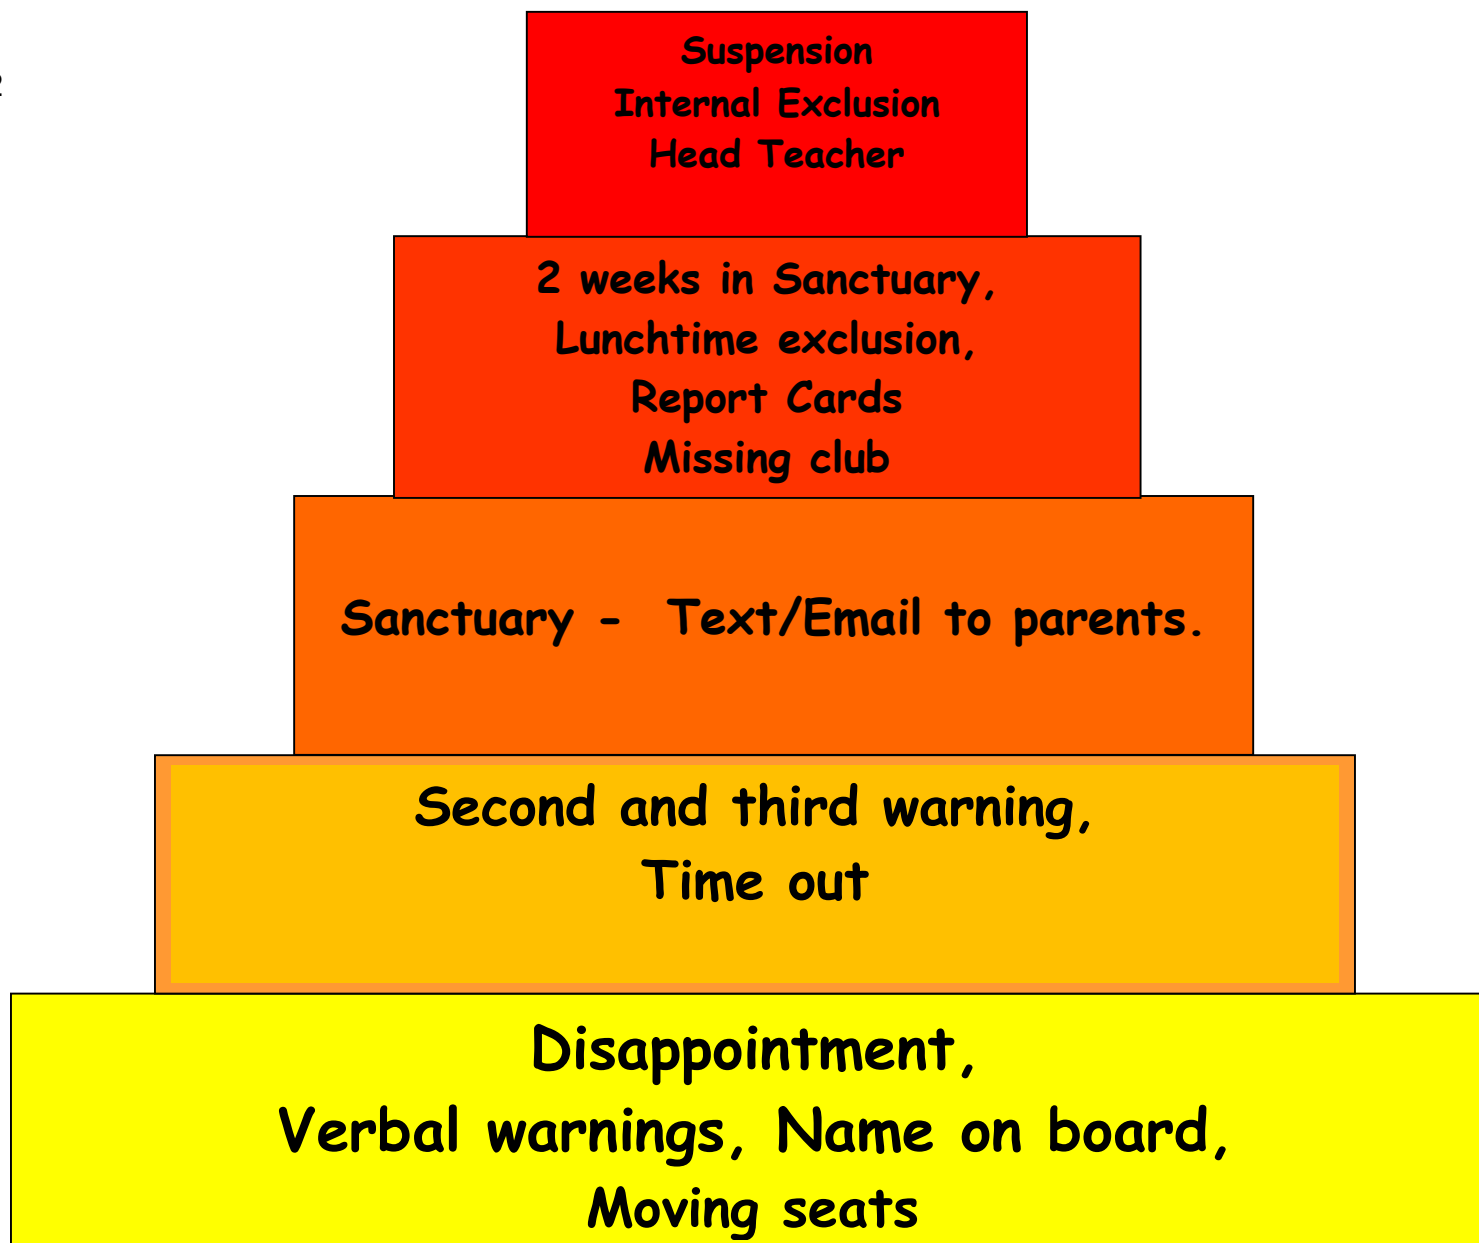 Suspension
Internal Exclusion
Head Teacher
2 weeks in Sanctuary,
Lunchtime exclusion,
Report Cards
Missing club
Sanctuary -  Text/Email to parents.
Second and third warning,
Time out
Disappointment,
Verbal warnings, Name on board,
Moving seats